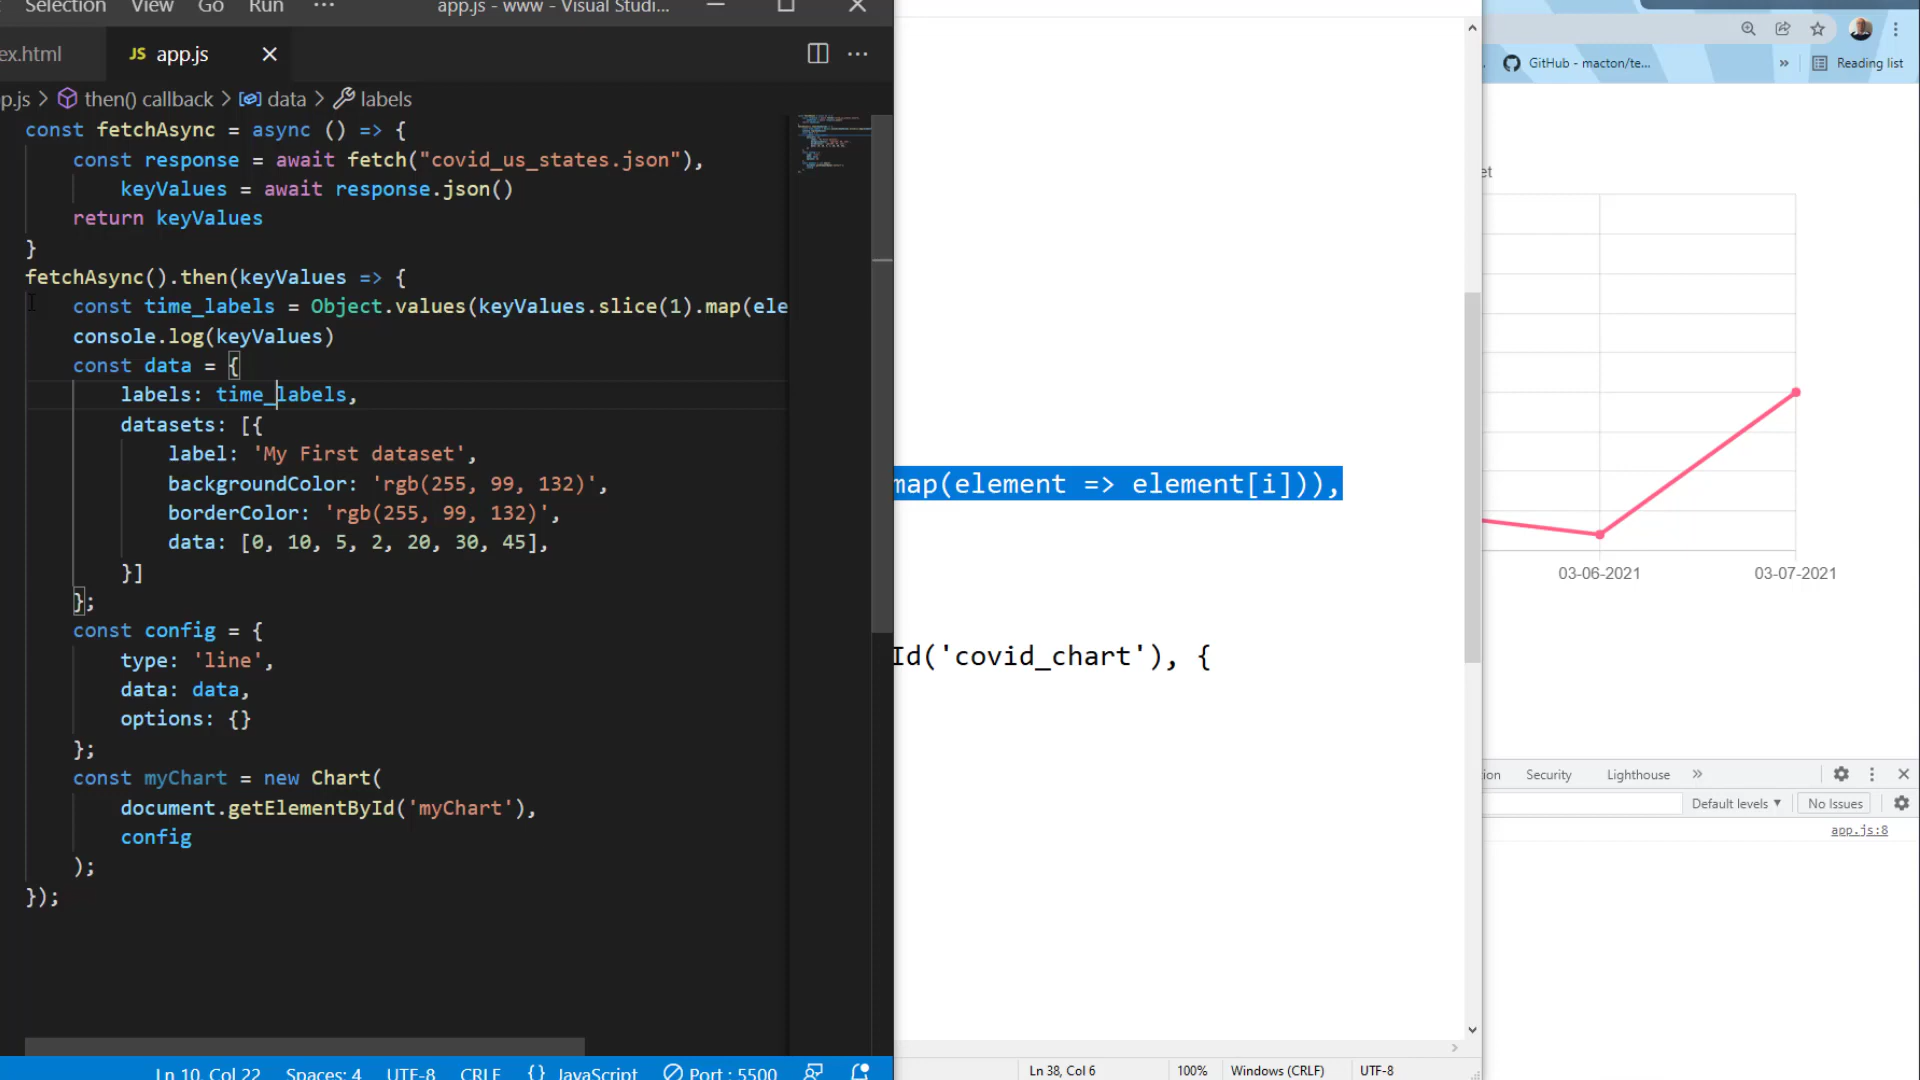 Selection View Go Run ··· app.js - www - Visual Studi...
ex.html JS app.js
p.js > then() callback > data > labels
const fetchAsync = async () => {
const response = await fetch("covid_us_states.json"),
keyValues = await response.json()
return keyValues
}
fetchAsync().then(keyValues => {
const time_labels = Object.values(keyValues.slice(1).map(ele
console.log(keyValues)
const data = {
labels: time_labels,
datasets: [{
label: 'My First dataset',
backgroundColor: 'rgb(255, 99, 132)',
borderColor: 'rgb(255, 99, 132)',
data: [0, 10, 5, 2, 20, 30, 45],
}]
};
const config = {
type: 'line',
data: data,
options: {}
};
const myChart = new Chart(
document.getElementById('myChart'),
config
);
});
Ln 10, Col 22 Spaces: 4 UTF-8 CRLF {} JavaScript Port : 5500
map(element => element[i])),
Id('covid_chart'), {
Ln 38, Col 6 100% Windows (CRLF) UTF-8
GitHub - macton/te... » Reading list
et
03-06-2021 03-07-2021
ion Security Lighthouse »
Default levels ▼ No Issues
app.js:8